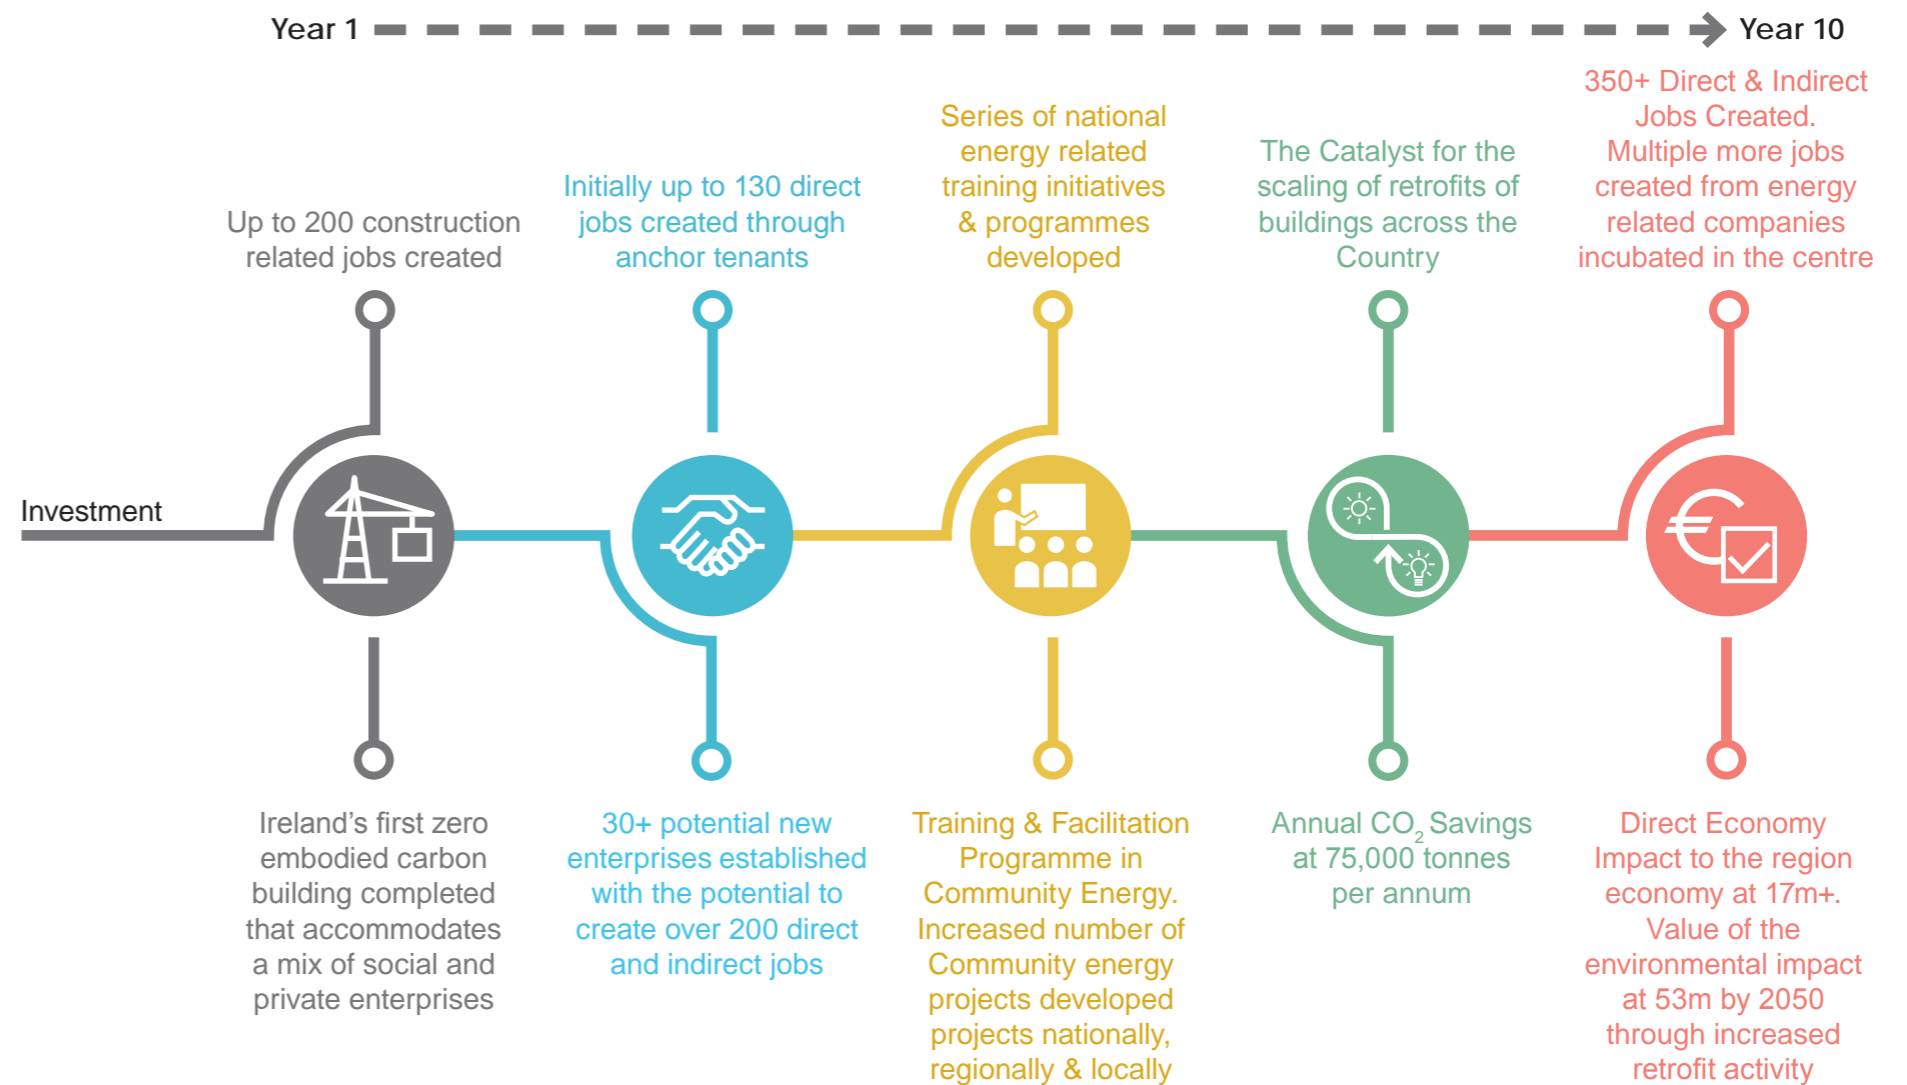 Year 1
Year 10
Up to 200 construction
related jobs created
Initially up to 130 direct
jobs created through
anchor tenants
Series of national
energy related
training initiatives
& programmes
developed
The Catalyst for the
scaling of retrofits of
buildings across the
Country
350+ Direct & Indirect
Jobs Created.
Multiple more jobs
created from energy
related companies
incubated in the centre
Investment
€
Ireland’s first zero
embodied carbon
building completed
that accommodates
a mix of social and
private enterprises
30+ potential new
enterprises established
with the potential to
create over 200 direct
and indirect jobs
Training & Facilitation
Programme in
Community Energy.
Increased number of
Community energy
projects developed
projects nationally,
regionally & locally
Annual CO₂ Savings
at 75,000 tonnes
per annum
Direct Economy
Impact to the region
economy at 17m+.
Value of the
environmental impact
at 53m by 2050
through increased
retrofit activity